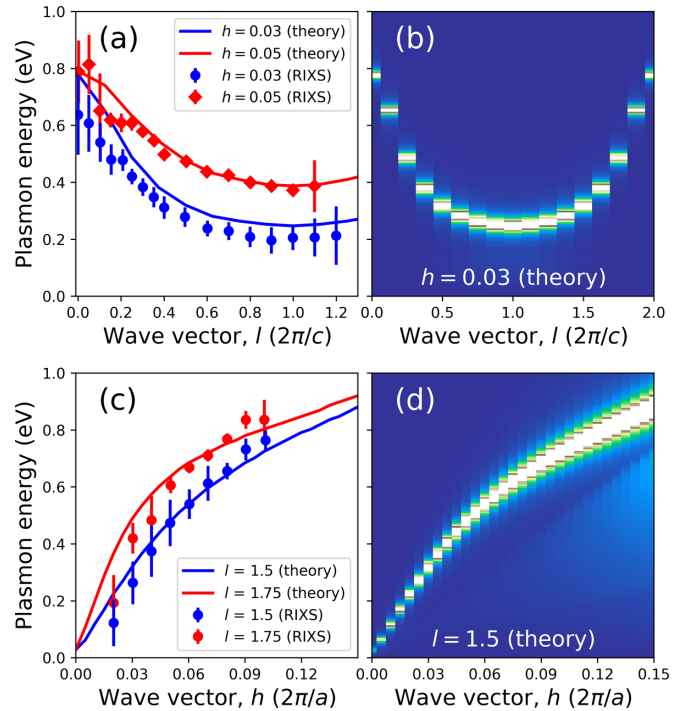 (a)
h = 0.03 (theory)
h = 0.05 (theory)
h = 0.03 (RIXS)
h = 0.05 (RIXS)
Plasmon energy (eV)
1.0
0.8
0.6
0.4
0.2
0.0
0.0 0.2 0.4 0.6 0.8 1.0 1.2
Wave vector, l (2π/c)
(b)
h = 0.03 (theory)
0.0 0.5 1.0 1.5 2.0
Wave vector, l (2π/c)
(c)
l = 1.5 (theory)
l = 1.75 (theory)
l = 1.5 (RIXS)
l = 1.75 (RIXS)
Plasmon energy (eV)
1.0
0.8
0.6
0.4
0.2
0.0
0.00 0.03 0.06 0.09 0.12
Wave vector, h (2π/a)
(d)
l = 1.5 (theory)
0.00 0.03 0.06 0.09 0.12 0.15
Wave vector, h (2π/a)